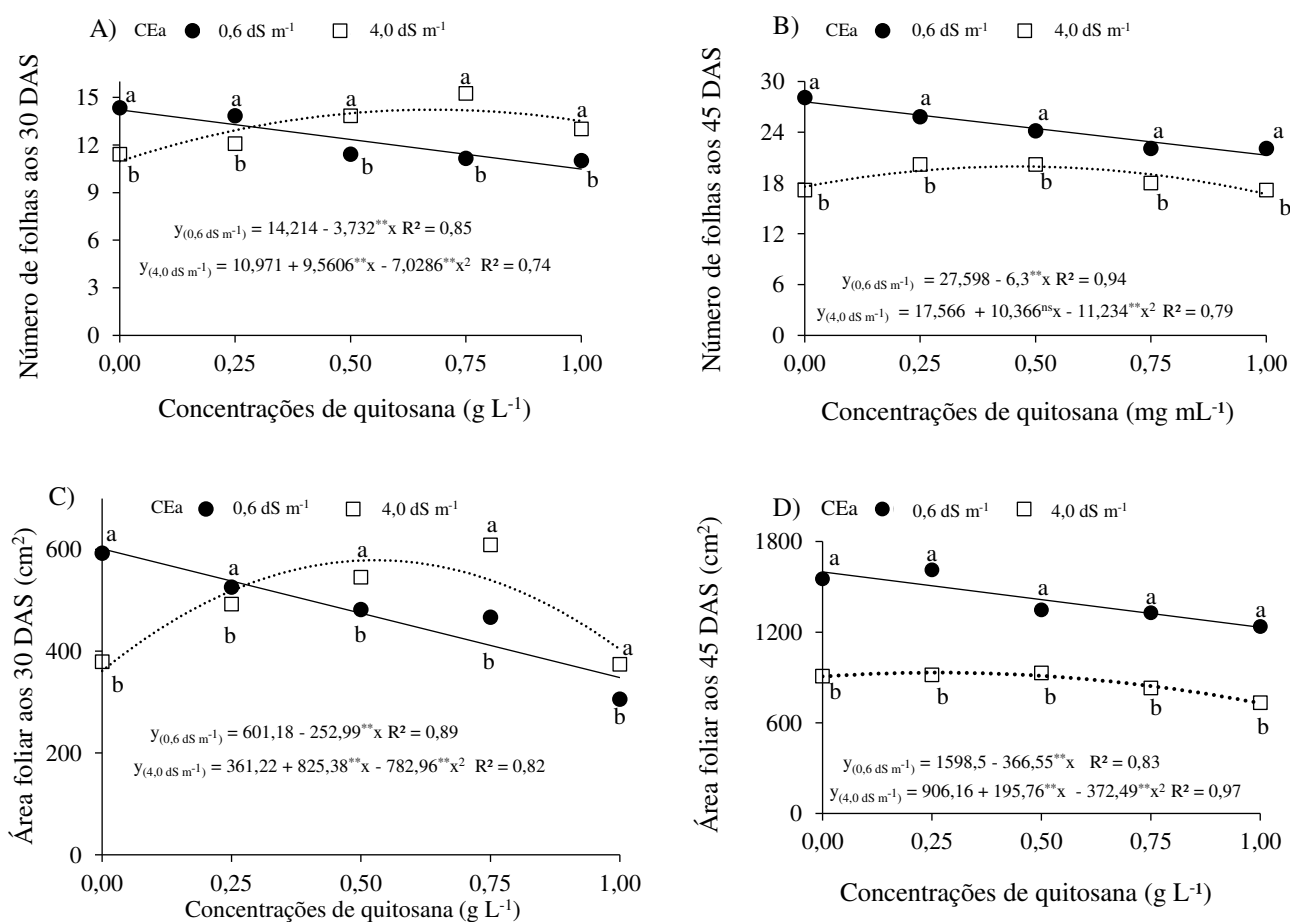 A) CEa 0,6 dS m⁻¹ 4,0 dS m⁻¹
Número de folhas aos 30 DAS
15
12
9
6
3
0
a a a a a
b b b b b
y(0,6 dS m⁻¹) = 14,214 - 3,732**x R² = 0,85
y(4,0 dS m⁻¹) = 10,971 + 9,5606**x - 7,0286**x² R² = 0,74
0,00 0,25 0,50 0,75 1,00
Concentrações de quitosana (g L⁻¹)
B) CEa 0,6 dS m⁻¹ 4,0 dS m⁻¹
Número de folhas aos 45 DAS
30
24
18
12
6
0
a a a a a
b b b b b
y(0,6 dS m⁻¹) = 27,598 - 6,3**x R² = 0,94
y(4,0 dS m⁻¹) = 17,566 + 10,366ⁿˢx - 11,234**x² R² = 0,79
0,00 0,25 0,50 0,75 1,00
Concentrações de quitosana (mg mL⁻¹)
C) CEa 0,6 dS m⁻¹ 4,0 dS m⁻¹
Área foliar aos 30 DAS (cm²)
600
400
200
0
a a a a a
b b b b b
y(0,6 dS m⁻¹) = 601,18 - 252,99**x R² = 0,89
y(4,0 dS m⁻¹) = 361,22 + 825,38**x - 782,96**x² R² = 0,82
0,00 0,25 0,50 0,75 1,00
Concentrações de quitosana (g L⁻¹)
D) CEa 0,6 dS m⁻¹ 4,0 dS m⁻¹
Área foliar aos 45 DAS (cm²)
1800
1200
600
0
a a a a a
b b b b b
y(0,6 dS m⁻¹) = 1598,5 - 366,55**x R² = 0,83
y(4,0 dS m⁻¹) = 906,16 + 195,76**x - 372,49**x² R² = 0,97
0,00 0,25 0,50 0,75 1,00
Concentrações de quitosana (g L⁻¹)